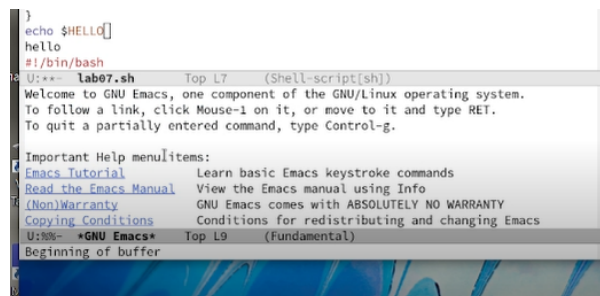 }
echo $HELLO
hello
#!/bin/bash
U:**-  lab07.sh       Top L7     (Shell-script[sh])
Welcome to GNU Emacs, one component of the GNU/Linux operating system.
To follow a link, click Mouse-1 on it, or move to it and type RET.
To quit a partially entered command, type Control-g.
Important Help menu items:
Emacs Tutorial          Learn basic Emacs keystroke commands
Read the Emacs Manual   View the Emacs manual using Info
(Non)Warranty           GNU Emacs comes with ABSOLUTELY NO WARRANTY
Copying Conditions      Conditions for redistributing and changing Emacs
U:%%-  *GNU Emacs*    Top L9     (Fundamental)
Beginning of buffer